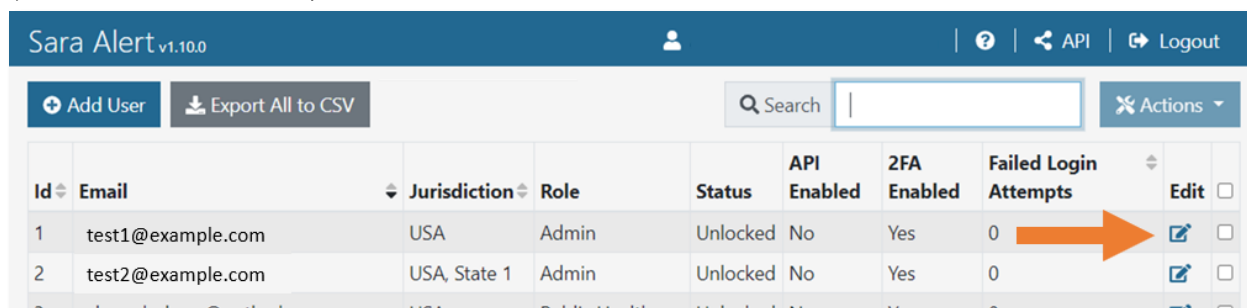 Sara Alert v1.10.0 | API | Logout
Add User Export All to CSV Search Actions
Id Email Jurisdiction Role Status API Enabled 2FA Enabled Failed Login Attempts Edit
1 test1@example.com USA Admin Unlocked No Yes 0
2 test2@example.com USA, State 1 Admin Unlocked No Yes 0